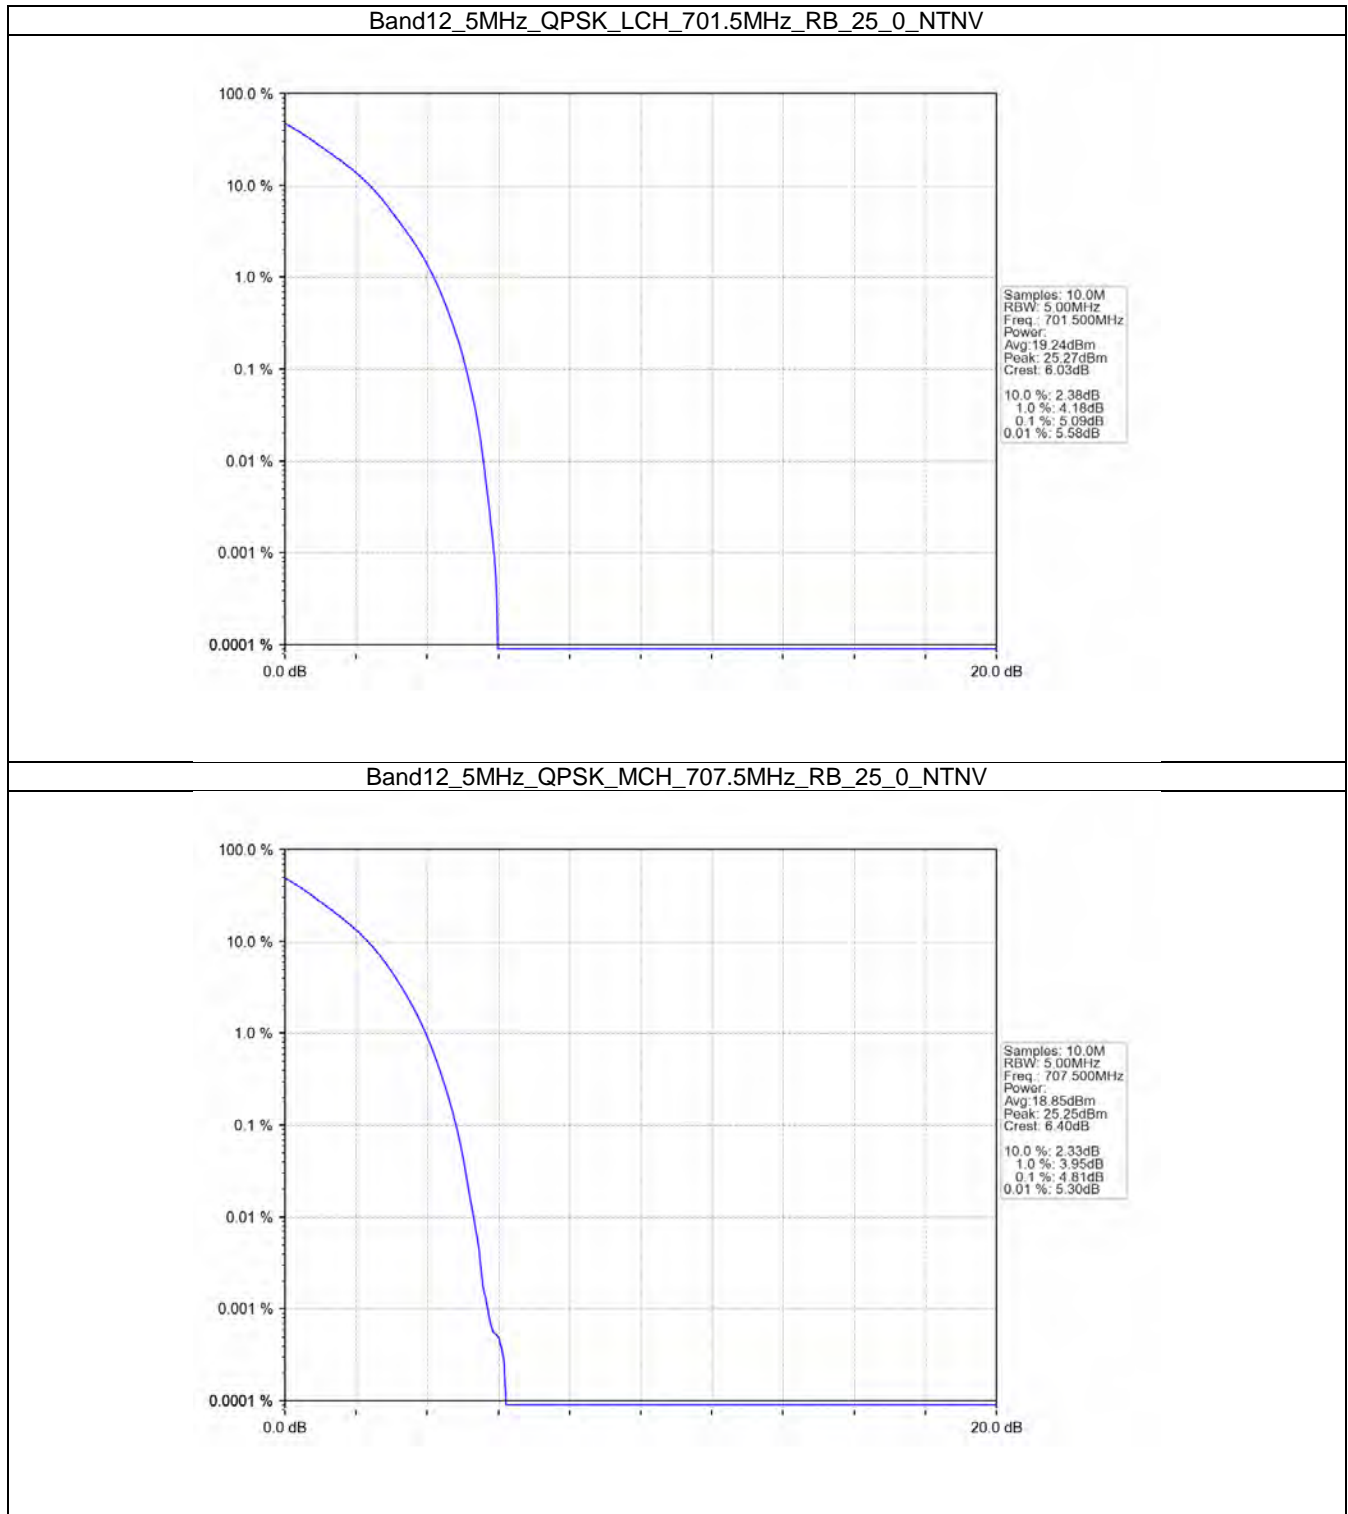 Band12_5MHz_QPSK_LCH_701.5MHz_RB_25_0_NTNV
100.0 %
10.0 %
1.0 %
0.1 %
0.01 %
0.001 %
0.0001 %
0.0 dB
20.0 dB
Samples: 10.0M
RBW: 5.00MHz
Freq.: 701.500MHz
Power:
Avg:19.24dBm
Peak: 25.27dBm
Crest: 6.03dB
10.0 %: 2.38dB
1.0 %: 4.18dB
0.1 %: 5.09dB
0.01 %: 5.58dB
Band12_5MHz_QPSK_MCH_707.5MHz_RB_25_0_NTNV
100.0 %
10.0 %
1.0 %
0.1 %
0.01 %
0.001 %
0.0001 %
0.0 dB
20.0 dB
Samples: 10.0M
RBW: 5.00MHz
Freq.: 707.500MHz
Power:
Avg:18.85dBm
Peak: 25.25dBm
Crest: 6.40dB
10.0 %: 2.33dB
1.0 %: 3.95dB
0.1 %: 4.81dB
0.01 %: 5.30dB